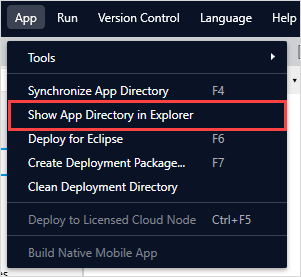 App Run Version Control Language Help
Tools
Synchronize App Directory F4
Show App Directory in Explorer
Deploy for Eclipse F6
Create Deployment Package... F7
Clean Deployment Directory
Deploy to Licensed Cloud Node Ctrl+F5
Build Native Mobile App